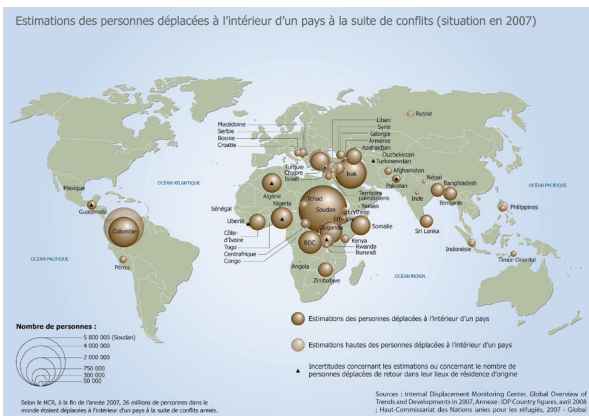 Estimations des personnes déplacées à l'intérieur d'un pays à la suite de conflits (situation en 2007)
Russie
Macédoine
Serbie
Bosnie
Croatie
Liban
Syrie
Géorgie
Arménie
Azebaïdjan
Ouzbékistan
Turkménistan
Turquie
Chypre
Israël
Irak
Afghanistan
Pakistan
Népal
Inde
Banghladesh
Birmanie
OCÉAN PACIFIQUE
OCÉAN ATLANTIQUE
Mexique
Guatemala
Algérie
Tchad
Territoire
palestiniens
Yémen
Erythrée
Soudan
Sénégal
Nigeria
Liberia
Philippines
Colombie
Côte-
d'Ivoire
Togo
Centrafrique
Congo
Ouganda
RDC
Somalie
Sri Lanka
Kenya
Rwanda
Burundi
Indonésie
Timor-Oriental
OCÉAN PACIFIQUE
Pérou
Angola
Zimbabwe
OCÉAN INDIEN
Nombre de personnes :
5 800 000 (Soudan)
4 000 000
2 000 000
750 000
300 000
50 000
Estimations des personnes déplacées à l'intérieur d'un pays
Estimations hautes des personnes déplacées à l'intérieur d'un pays
Incertitudes concernant les estimations ou concernant le nombre de
personnes déplacées de retour dans leur lieux de résidence d'origine
Selon le HCR, à la fin de l'année 2007, 26 millions de personnes dans le
monde étaient déplacées à l'intérieur d'un pays à la suite de conflits armés.
Sources : Internal Displacement Monitoring Center, Global Overview of
Trends and Developments in 2007, Annexe : IDP Country figures, avril 2008
; Haut-Commissariat des Nations unies pour les réfugiés, 2007 - Global